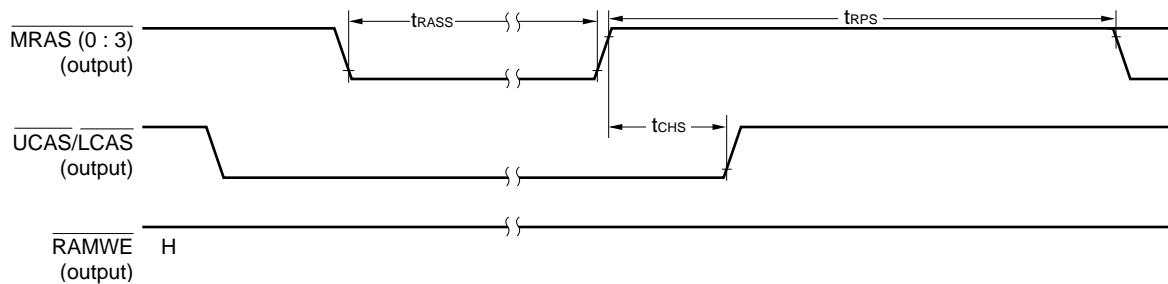 tRASS
tRPS
MRAS (0 : 3)
(output)
tCHS
UCAS/LCAS
(output)
RAMWE H
(output)